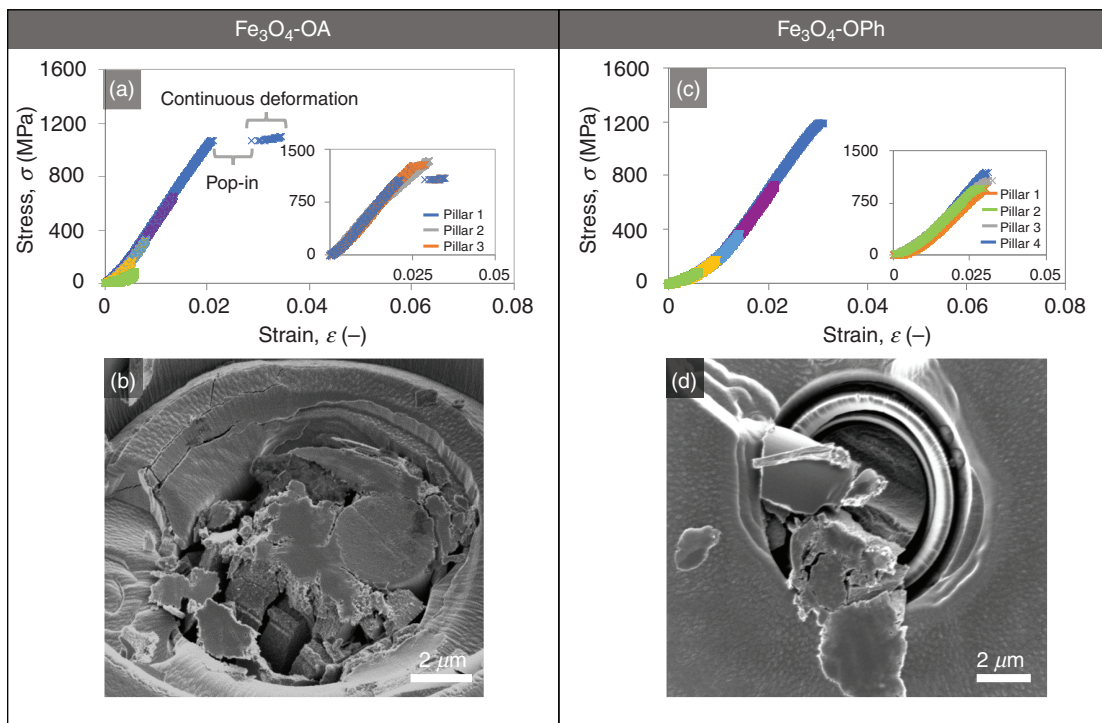 Fe₃O₄-OA
Fe₃O₄-OPh
(a)
1600
1200
800
400
0
Stress, σ (MPa)
0
0.02
0.04
0.06
0.08
Strain, ε (–)
Continuous deformation
Pop-in
1500
750
0
0.025
0.05
Pillar 1
Pillar 2
Pillar 3
(b)
2 μm
(c)
1600
1200
800
400
0
Stress, σ (MPa)
0
0.02
0.04
0.06
0.08
Strain, ε (–)
1500
750
0
0
0.025
0.05
Pillar 1
Pillar 2
Pillar 3
Pillar 4
(d)
2 μm